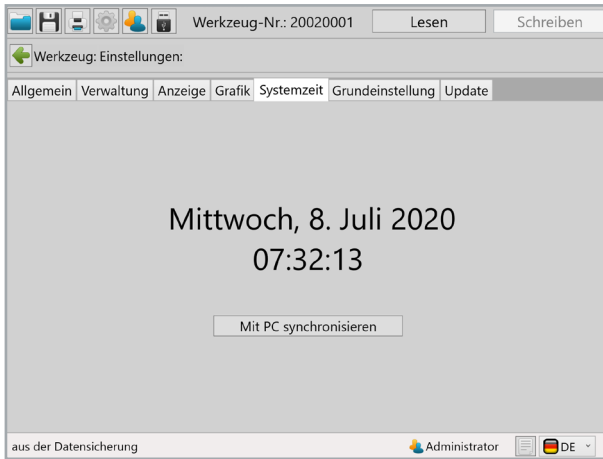 Werkzeug-Nr.: 20020001 Lesen Schreiben
Werkzeug: Einstellungen:
Allgemein Verwaltung Anzeige Grafik Systemzeit Grundeinstellung Update
Mittwoch, 8. Juli 2020
07:32:13
Mit PC synchronisieren
aus der Datensicherung Administrator DE